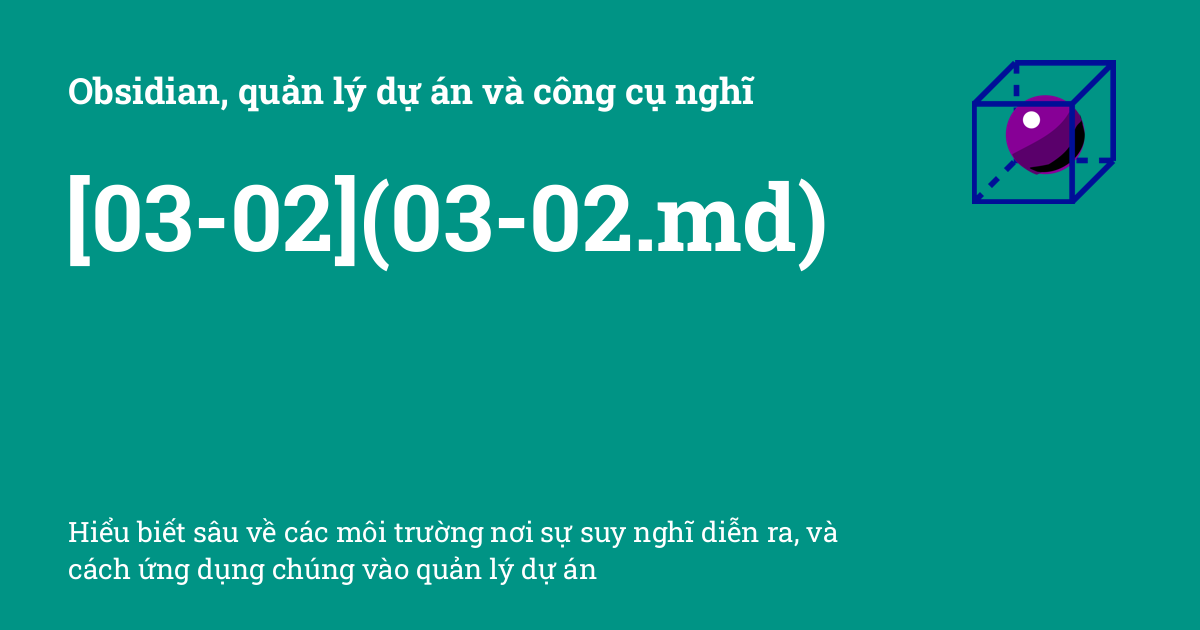 Obsidian, quản lý dự án và công cụ nghĩ
[03-02](03-02.md)
Hiểu biết sâu về các môi trường nơi sự suy nghĩ diễn ra, và
cách ứng dụng chúng vào quản lý dự án